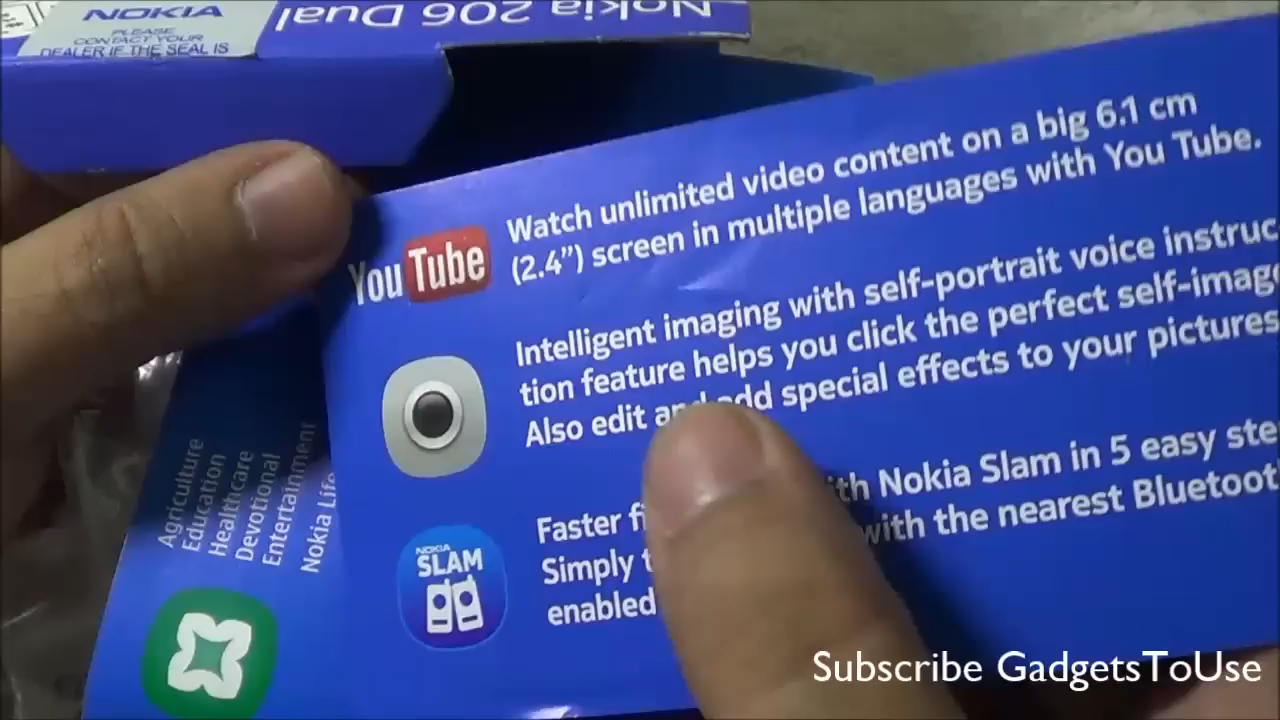 NOKIA
PLEASE
CONTACT YOUR
DEALER IF THE SEAL IS
Nokia 206 Dual
Watch unlimited video content on a big 6.1 cm
(2.4”) screen in multiple languages with You Tube.
You Tube
Intelligent imaging with self-portrait voice instruc
tion feature helps you click the perfect self-imag
Also edit and add special effects to your pictures
Faster with Nokia Slam in 5 easy ste
Simply with the nearest Bluetoot
enabled
NOKIA
SLAM
Agriculture
Education
Healthcare
Devotional
Entertainment
Nokia Life
Subscribe GadgetsToUse